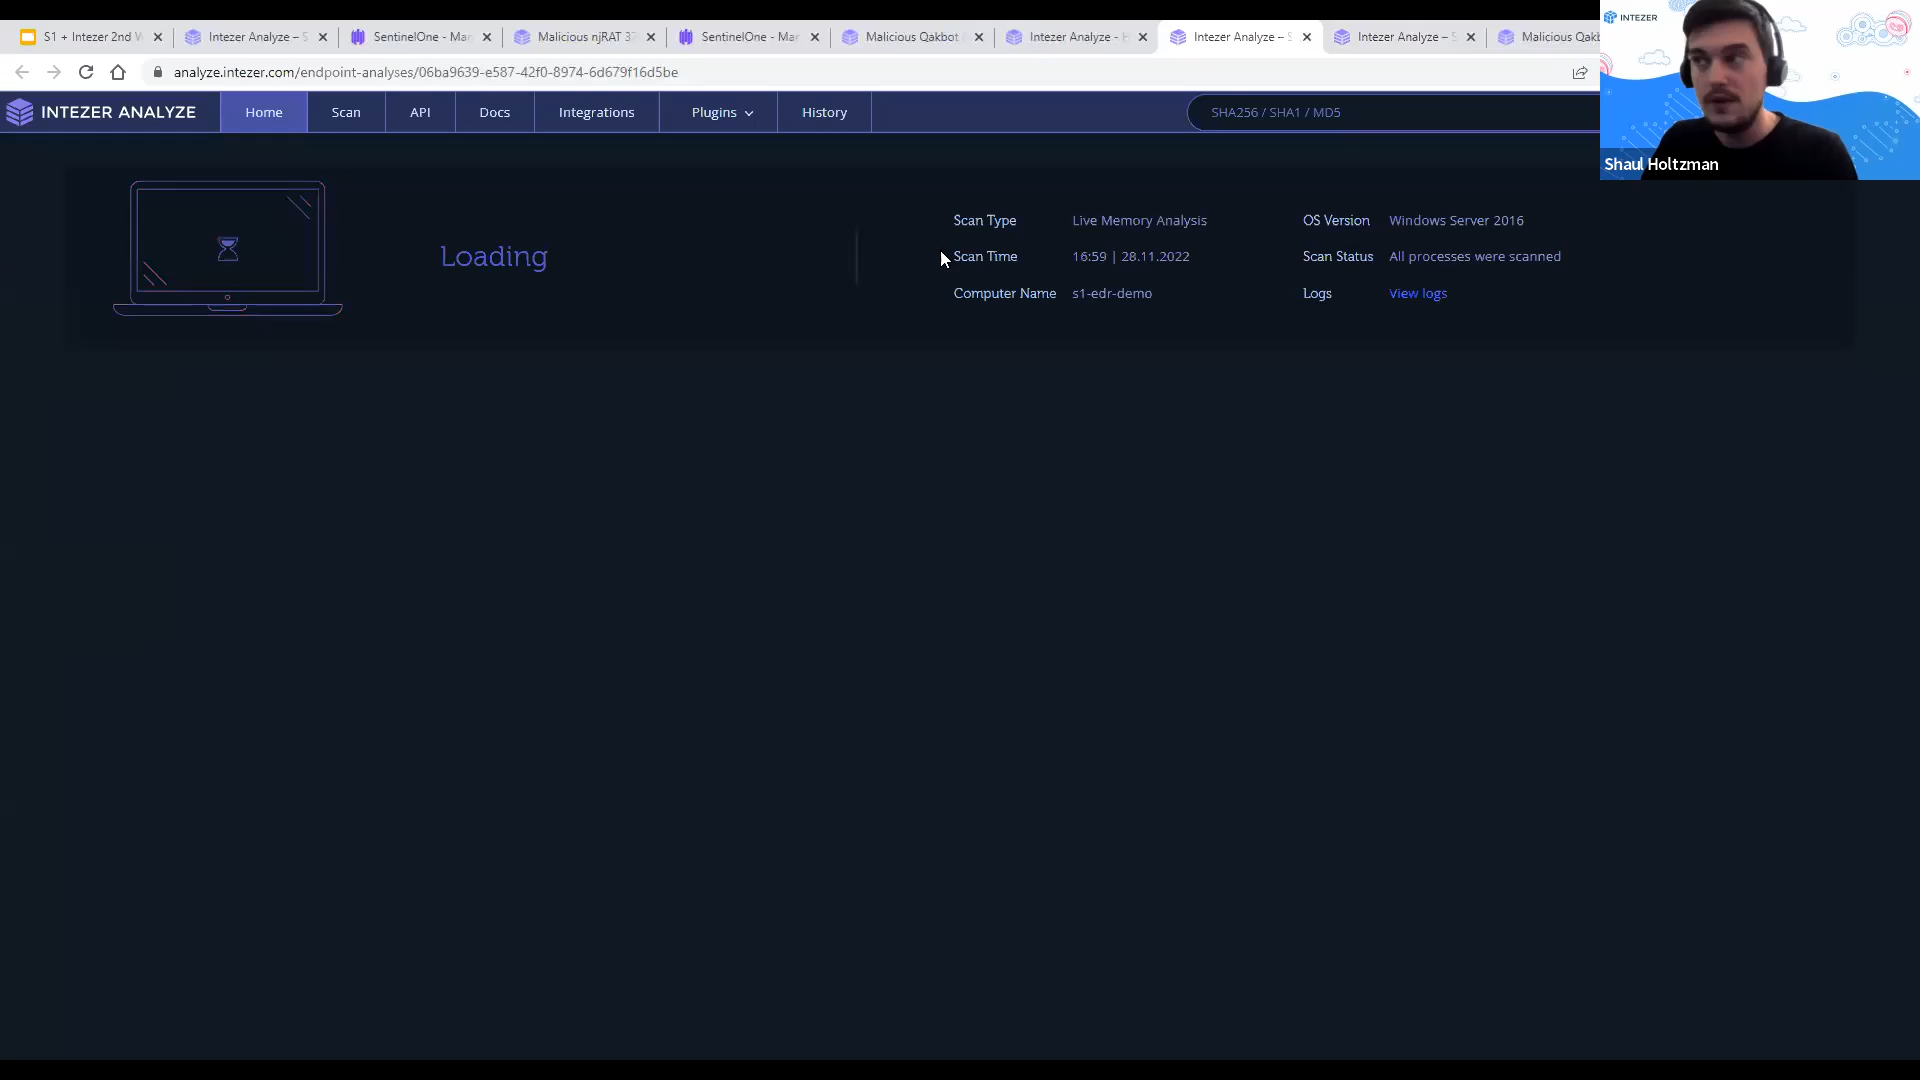 S1 + Intezer 2nd W
Intezer Analyze – S
SentinelOne - Man
Malicious njRAT 37
SentinelOne - Man
Malicious Qakbot
Intezer Analyze -
Intezer Analyze – S
Intezer Analyze – S
Malicious Qakb
analyze.intezer.com/endpoint-analyses/06ba9639-e587-42f0-8974-6d679f16d5be
INTEZER ANALYZE
Home
Scan
API
Docs
Integrations
Plugins
History
SHA256 / SHA1 / MD5
INTEZER
Shaul Holtzman
Loading
Scan Type Live Memory Analysis
OS Version Windows Server 2016
Scan Time 16:59 | 28.11.2022
Scan Status All processes were scanned
Computer Name s1-edr-demo
Logs View logs